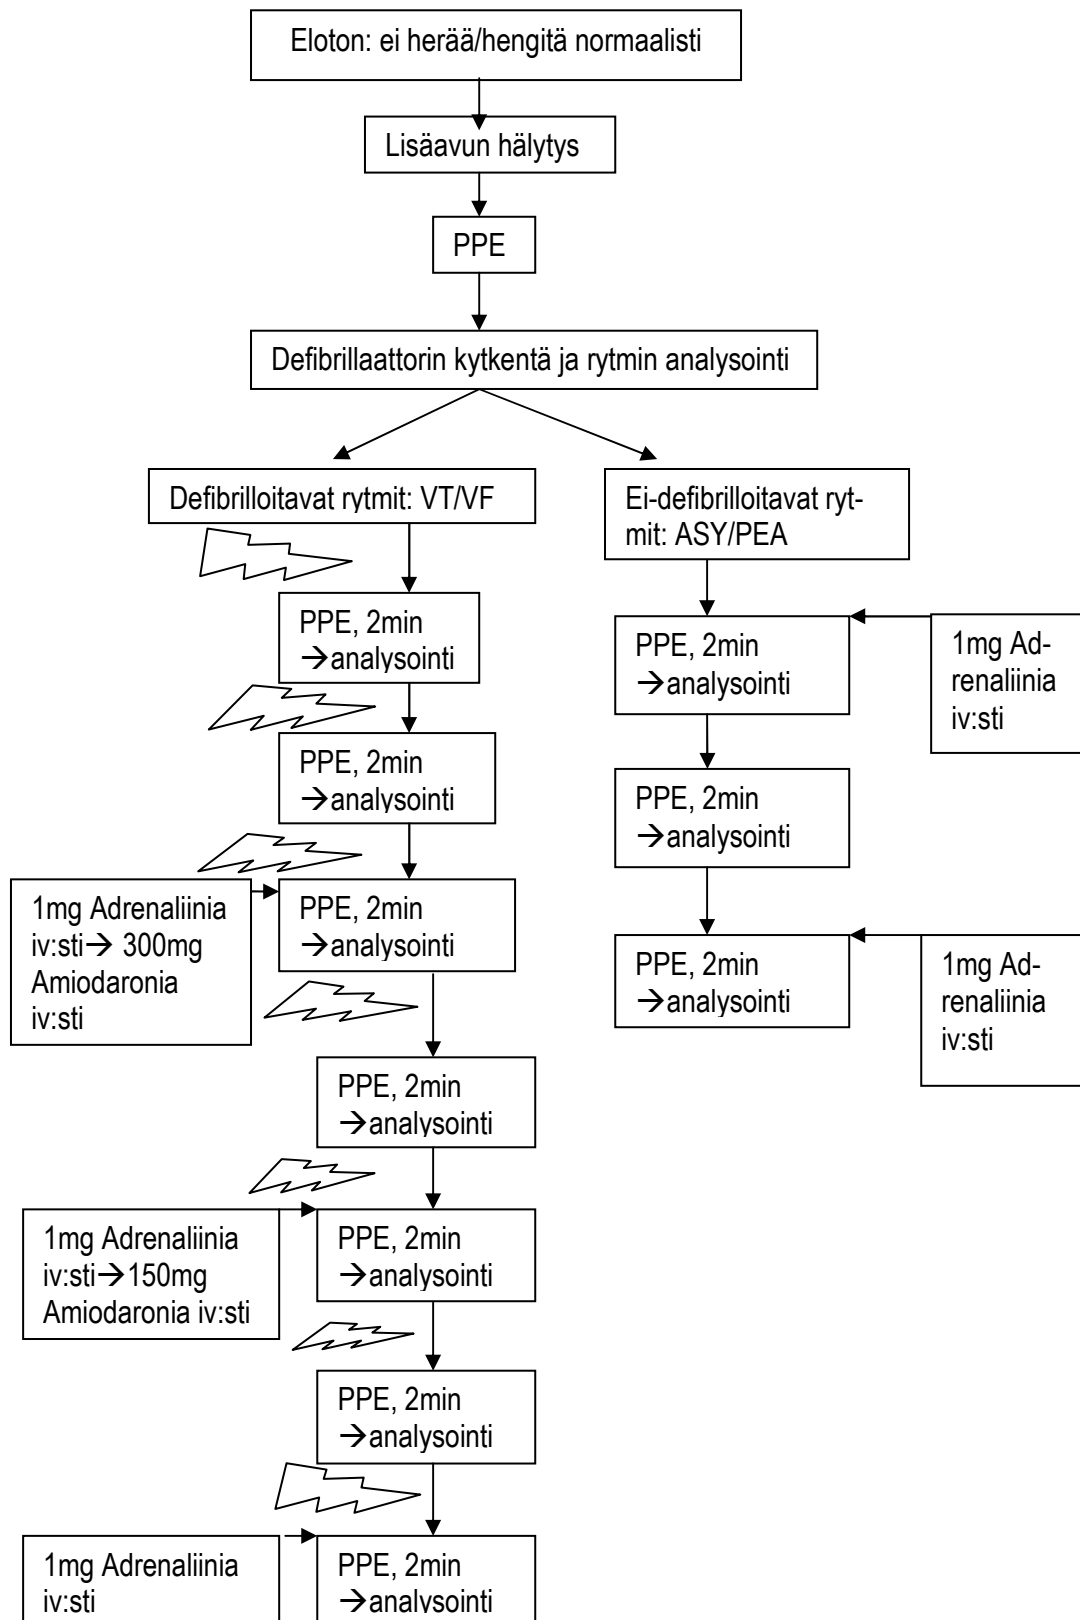 Eloton: ei herää/hengitä normaalisti
Lisäavun hälytys
PPE
Defibrillaattorin kytkentä ja rytmin analysointi
Defibrilloitavat rytmit: VT/VF
PPE, 2min
→analysointi
PPE, 2min
→analysointi
1mg Adrenaliinia
iv:sti→ 300mg
Amiodaronia
iv:sti
PPE, 2min
→analysointi
PPE, 2min
→analysointi
1mg Adrenaliinia
iv:sti→150mg
Amiodaronia iv:sti
PPE, 2min
→analysointi
PPE, 2min
→analysointi
1mg Adrenaliinia
iv:sti
PPE, 2min
→analysointi
Ei-defibrilloitavat ryt-
mit: ASY/PEA
PPE, 2min
→analysointi
1mg Ad-
renaliinia
iv:sti
PPE, 2min
→analysointi
PPE, 2min
→analysointi
1mg Ad-
renaliinia
iv:sti